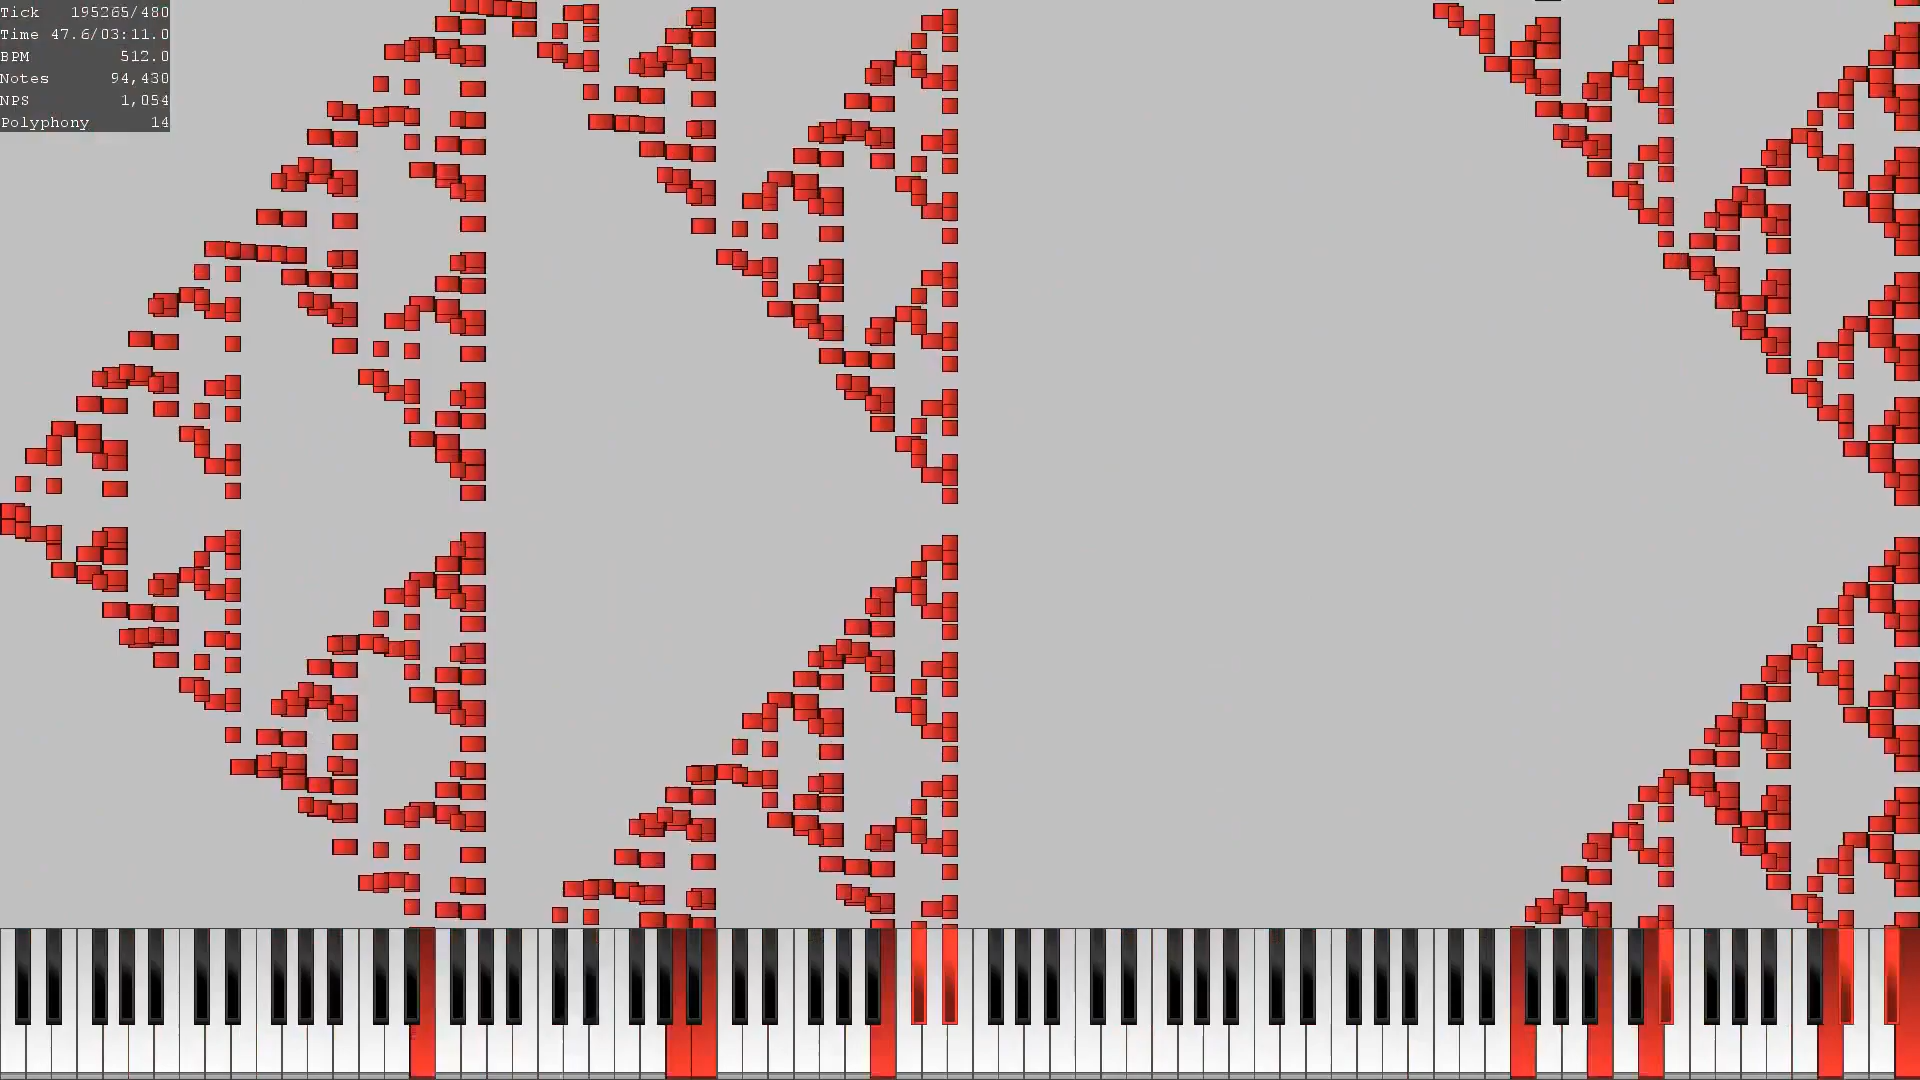 Tick 195265/480
Time 47.6/03:11.0
BPM 512.0
Notes 94,430
NPS 1,054
Polyphony 14